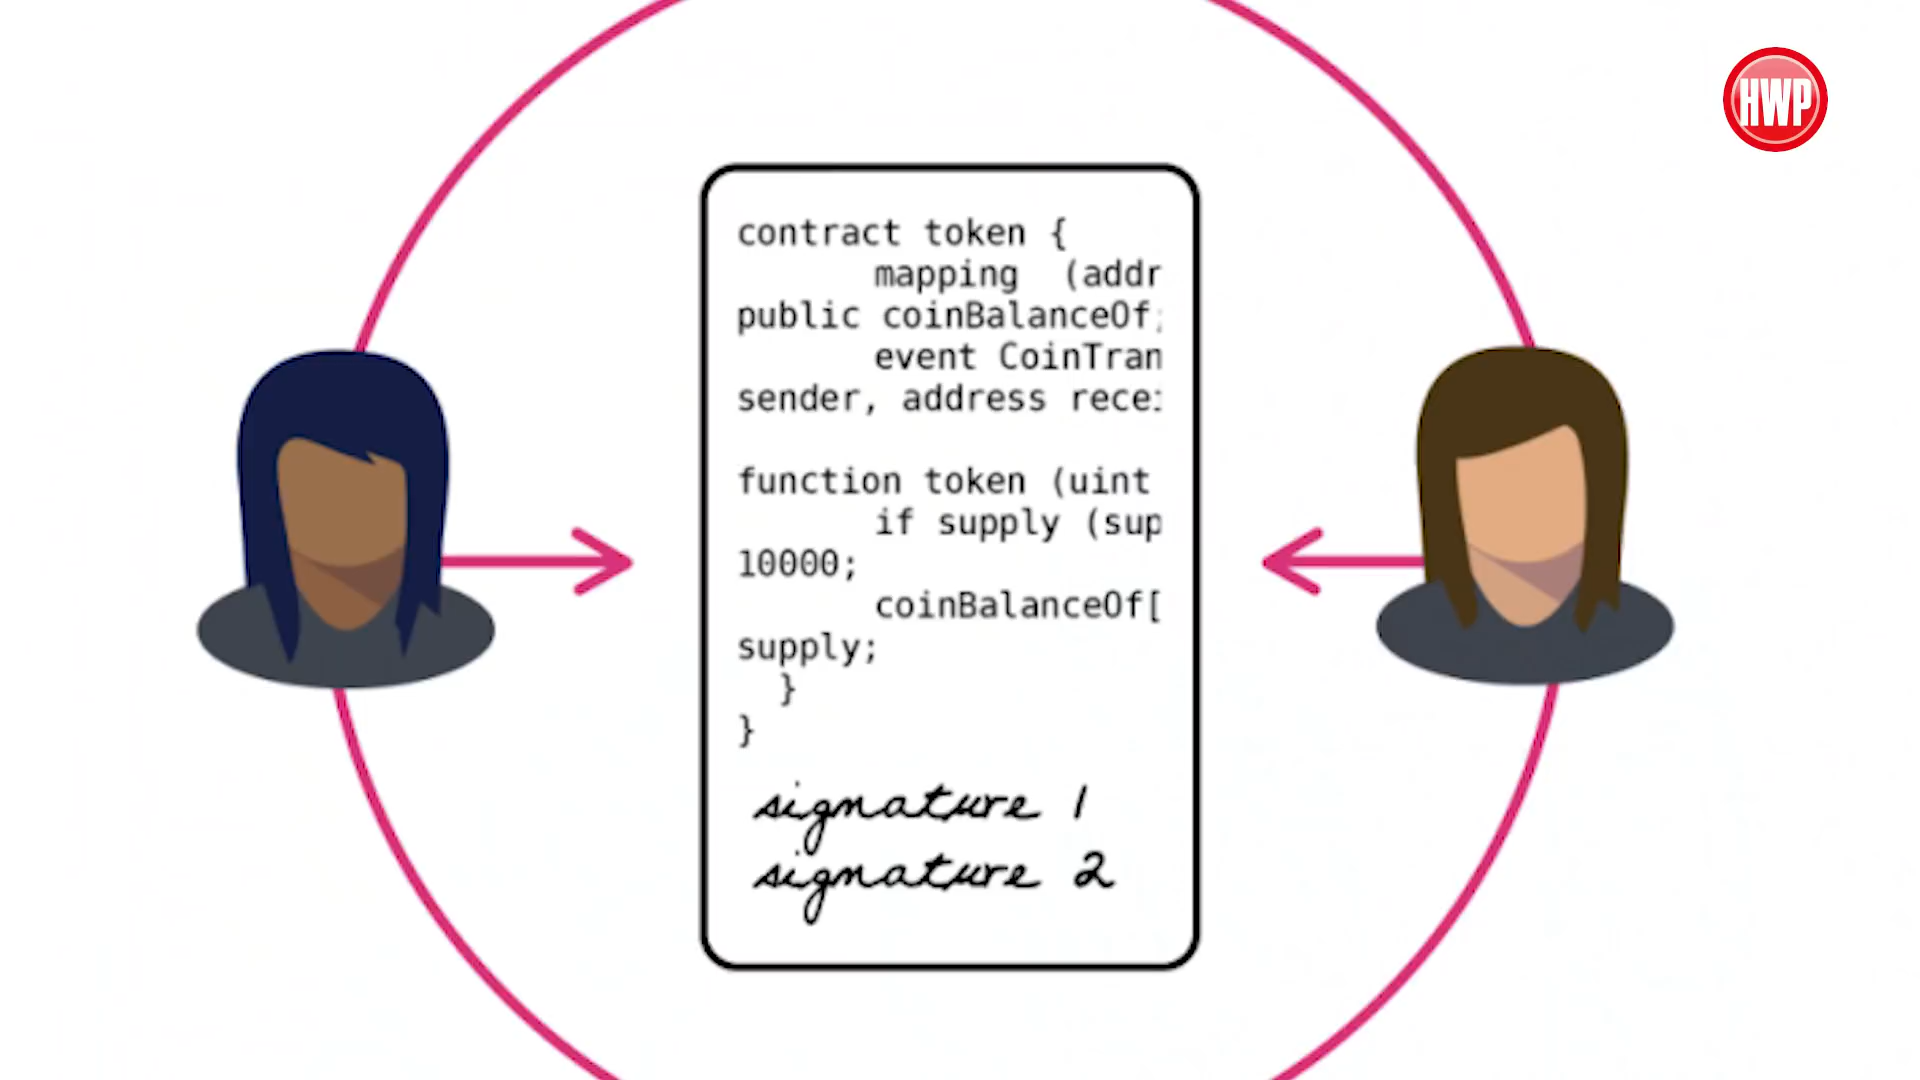 HWP
contract token {
mapping (addr
public coinBalanceOf;
event CoinTran
sender, address recei
function token (uint
if supply (sup
10000;
coinBalanceOf[
supply;
}
}
signature 1
signature 2